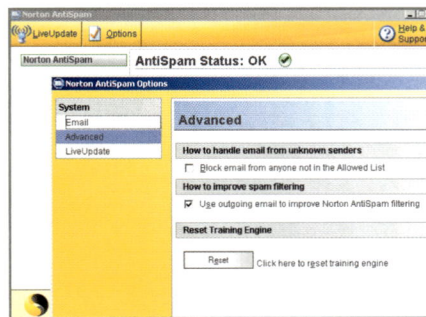 Norton AntiSpam
LiveUpdate Options Help &
Support
Norton AntiSpam AntiSpam Status: OK
Norton AntiSpam Options
System
Email
Advanced
LiveUpdate
Advanced
How to handle email from unknown senders
Block email from anyone not in the Allowed List
How to improve spam filtering
Use outgoing email to improve Norton AntiSpam filtering
Reset Training Engine
Reset Click here to reset training engine